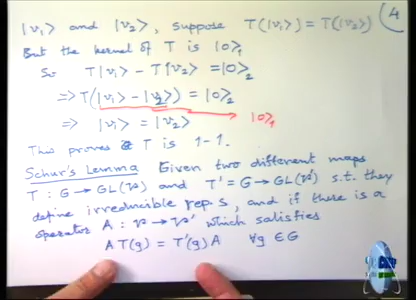 |v₁> and |v₂>, suppose T(|v₁>) = T(|v₂>) 4
But the kernel of T is |0>₁
So T|v₁> - T|v₂> = |0>₂
=> T(|v₁> - |v₂>) = |0>₂
=> |v₁> = |v₂> |0>₁
This proves T is 1-1.
Schur's Lemma Given two different maps
T : G → GL(V) and T' = G → GL(V') s.t. they
define irreducible reps, and if there is a
operator A : V → V' which satisfies
A T(g) = T'(g) A ∀g ∈ G